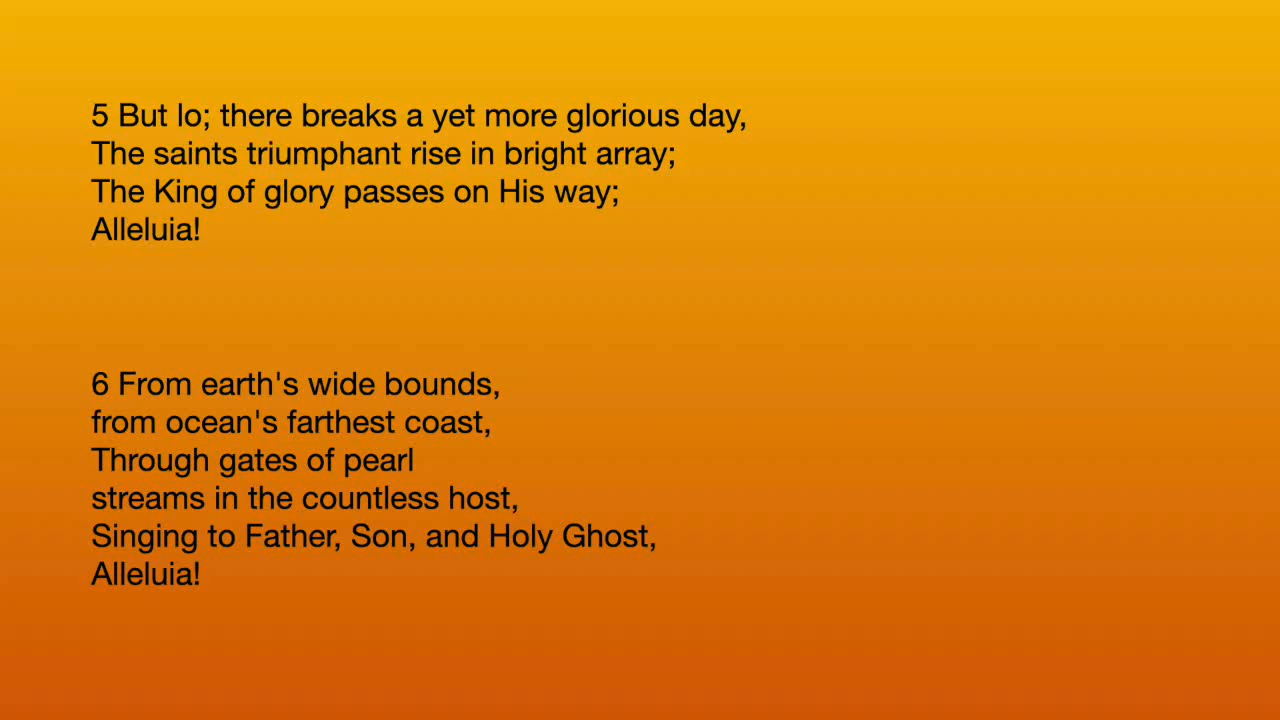 5 But lo; there breaks a yet more glorious day,
The saints triumphant rise in bright array;
The King of glory passes on His way;
Alleluia!
6 From earth's wide bounds,
from ocean's farthest coast,
Through gates of pearl
streams in the countless host,
Singing to Father, Son, and Holy Ghost,
Alleluia!